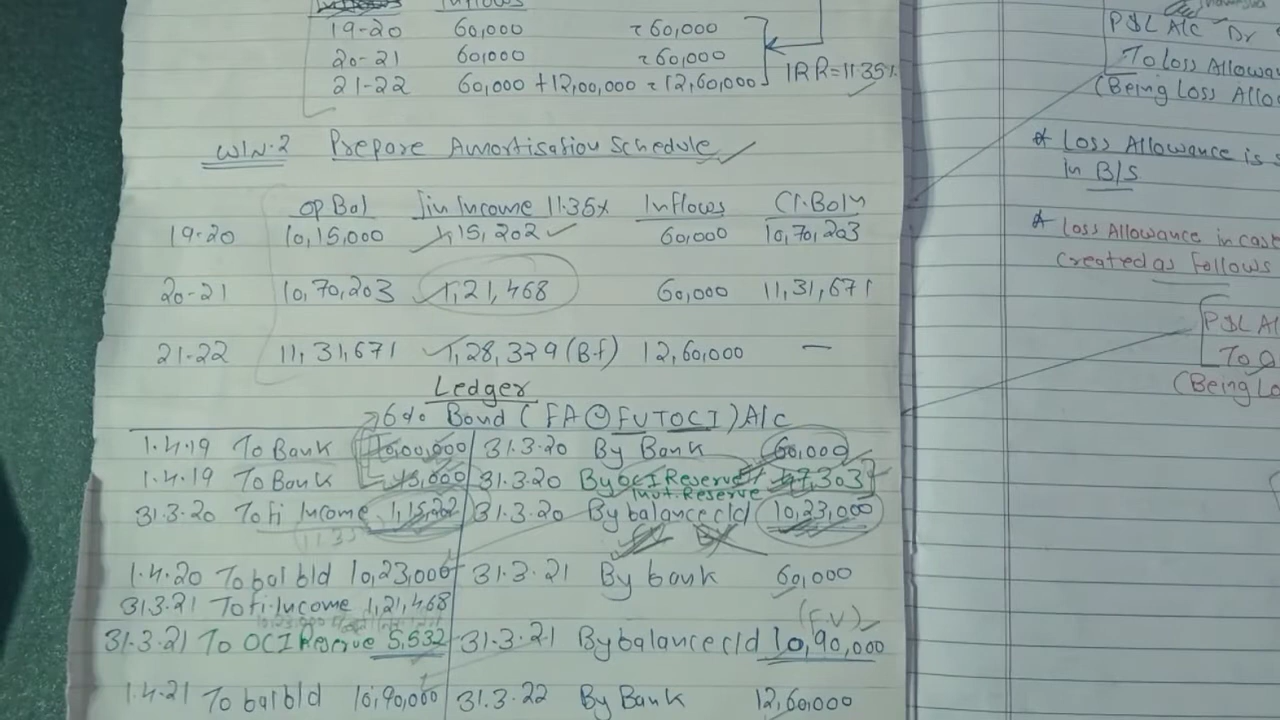 19-20 60,000 = 60,000
20-21 60,000 = 60,000
21-22 60,000 + 12,00,000 = 12,60,000
IRR = 11.35%
W/N-2 Prepare Amortisation Schedule
op Bal fin Income 11.35% Inflows Cl. Baln
19-20 10,15,000 1,15,202 60,000 10,70,203
20-21 10,70,203 1,21,468 60,000 11,31,671
21-22 11,31,671 1,28,329 (B.f) 12,60,000 —
Ledger
6% Bond (FA @ FVTOCI) A/c
1.4.19 To Bank 10,00,000 31.3.20 By Bank 60,000
1.4.19 To Bank 15,000 31.3.20 By OCI Reserve 47,303
Invt. Reserve
31.3.20 To fi Income 1,15,202 31.3.20 By balance c/d 10,23,000
1.4.20 To bal b/d 10,23,000 31.3.21 By bank 60,000
31.3.21 To fi. Income 1,21,468
(F.V)
31.3.21 To OCI Reserve 5,532 31.3.21 By balance c/d 10,90,000
1.4.21 To bal b/d 10,90,000 31.3.22 By Bank 12,60,000
P&L A/c Dr
To Loss Allowa
(Being Loss Allo
* Loss Allowance is s
in B/S
* Loss Allowance in cas
created as follows
P&L A/
To O
(Being Lo